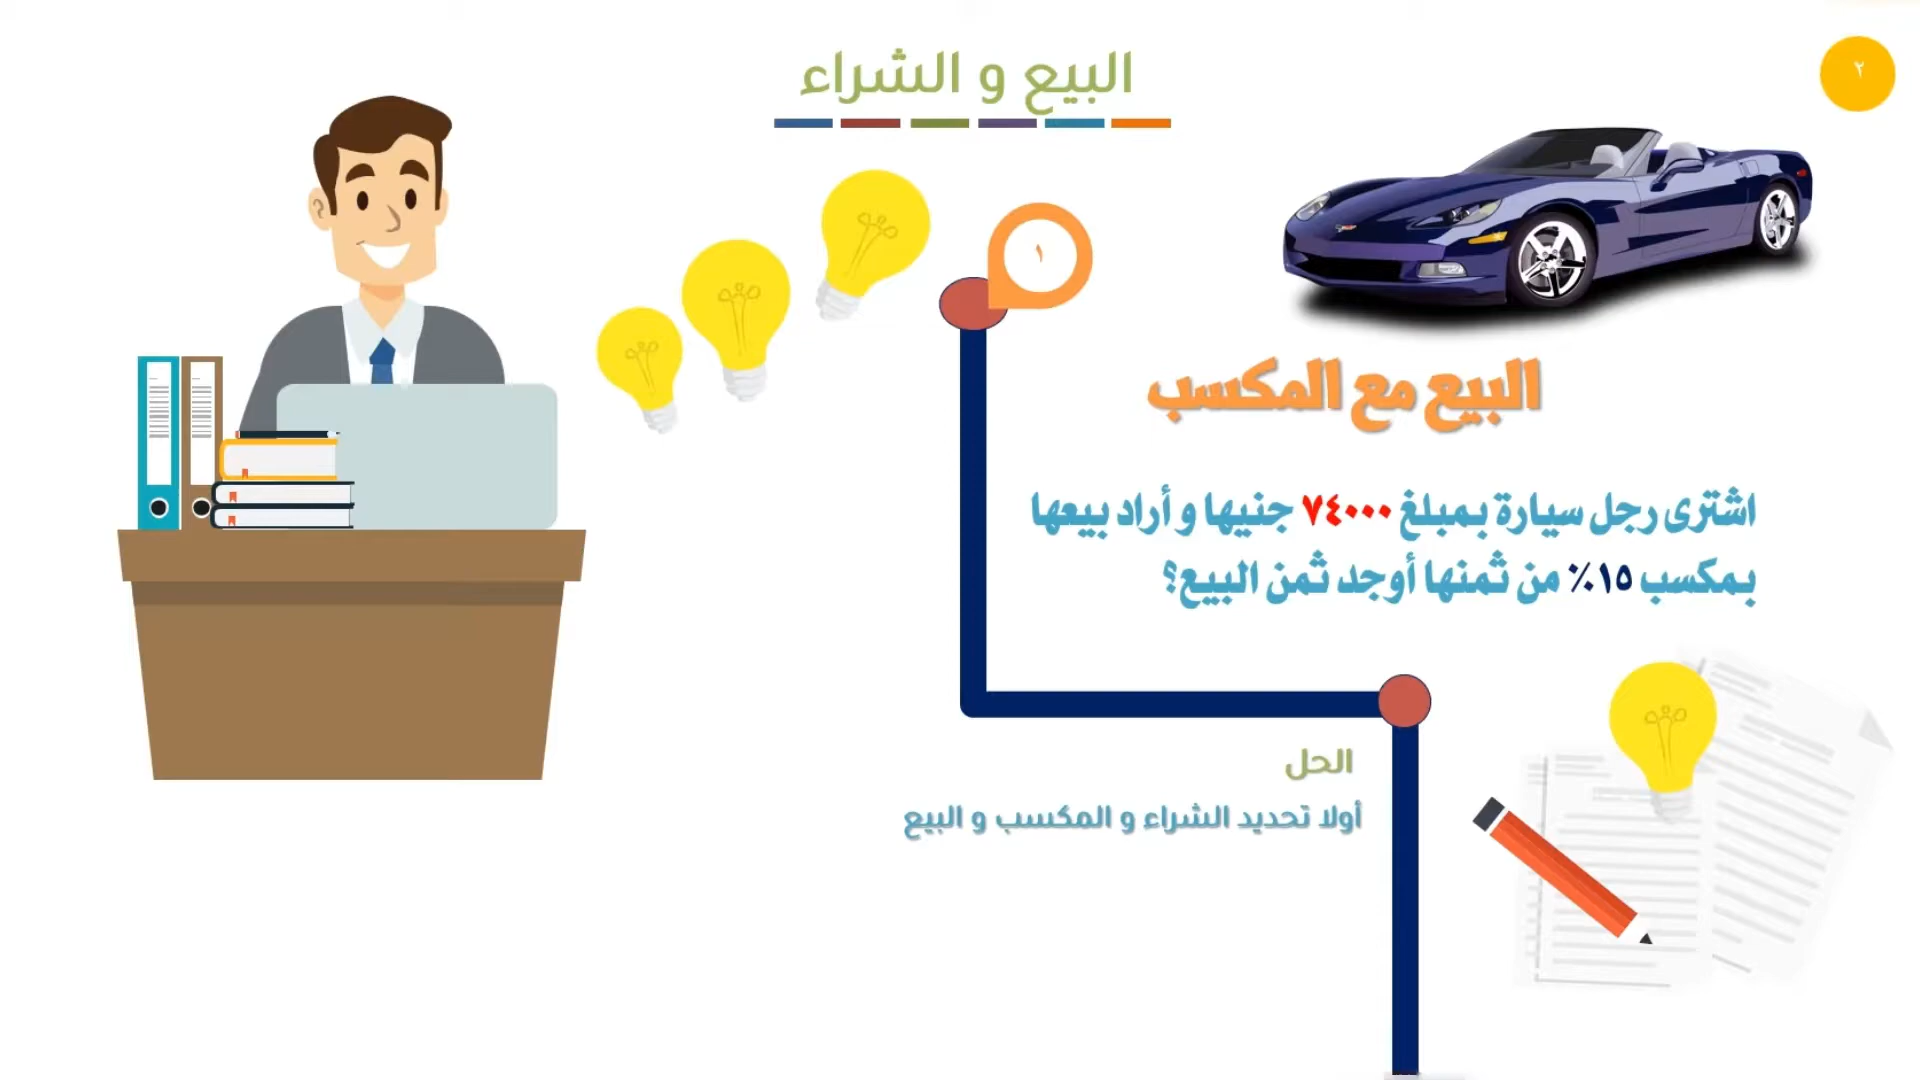 ٢
البيع و الشراء
١
البيع مع المكسب
اشترى رجل سيارة بمبلغ ٧٤٠٠٠ جنيها و أراد بيعها
بمكسب ١٥٪ من ثمنها أوجد ثمن البيع؟
الحل
أولا تحديد الشراء و المكسب و البيع